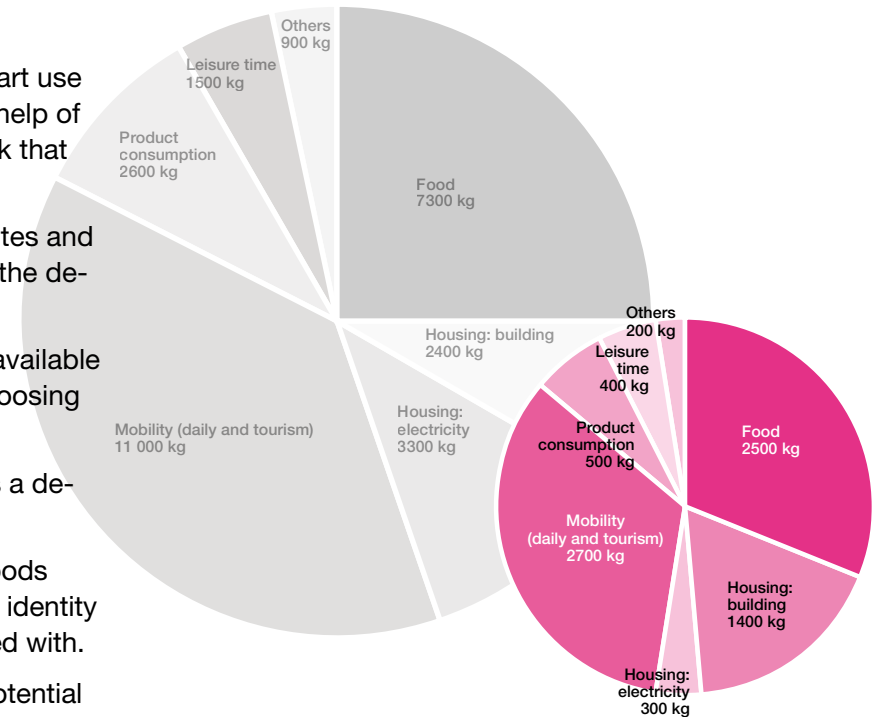 art use
help of
k that
tes and
the de-
available
oosing
s a de-
oods
identity
ed with.
otential
Others
900 kg
Leisure time
1500 kg
Product
consumption
2600 kg
Food
7300 kg
Housing: building
2400 kg
Housing:
electricity
3300 kg
Mobility (daily and tourism)
11 000 kg
Others
200 kg
Leisure
time
400 kg
Product
consumption
500 kg
Food
2500 kg
Mobility
(daily and tourism)
2700 kg
Housing:
building
1400 kg
Housing:
electricity
300 kg